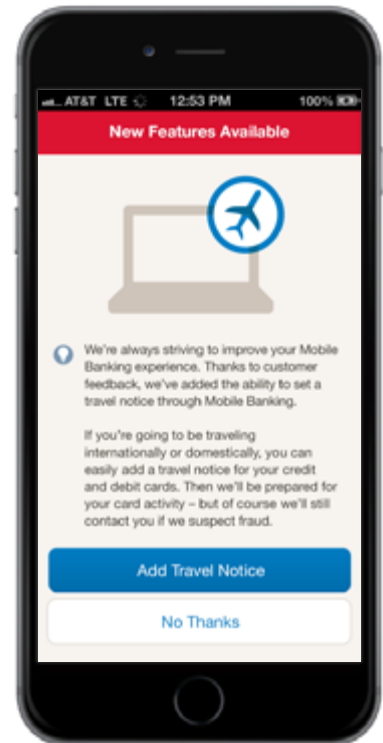 AT&T LTE 12:53 PM 100%
New Features Available
We're always striving to improve your Mobile
Banking experience. Thanks to customer
feedback, we've added the ability to set a
travel notice through Mobile Banking.
If you're going to be traveling
internationally or domestically, you can
easily add a travel notice for your credit
and debit cards. Then we'll be prepared for
your card activity – but of course we'll still
contact you if we suspect fraud.
Add Travel Notice
No Thanks